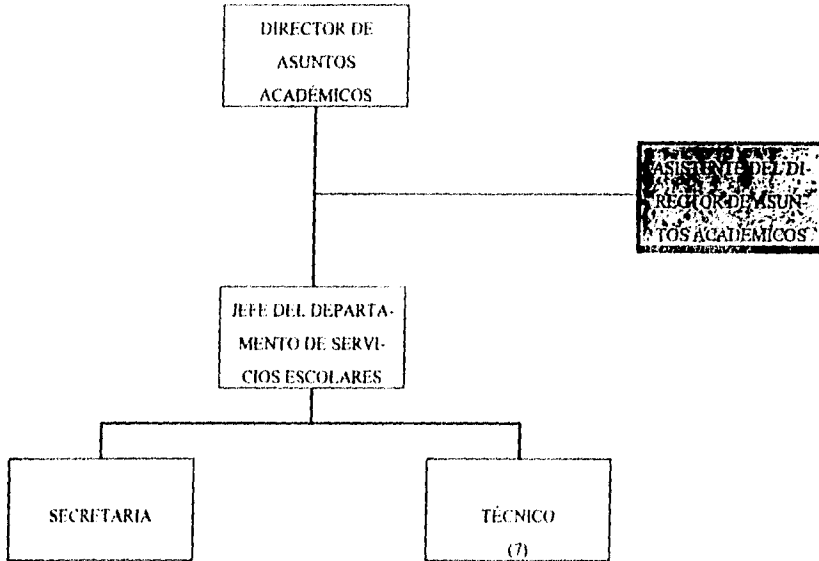 DIRECTOR DE
ASUNTOS
ACADÉMICOS
ASISTENTE DEL DI-
RECTOR DE ASUN-
TOS ACADÉMICOS
JEFE DEL DEPARTA-
MENTO DE SERVI-
CIOS ESCOLARES
SECRETARIA
TÉCNICO
(7)